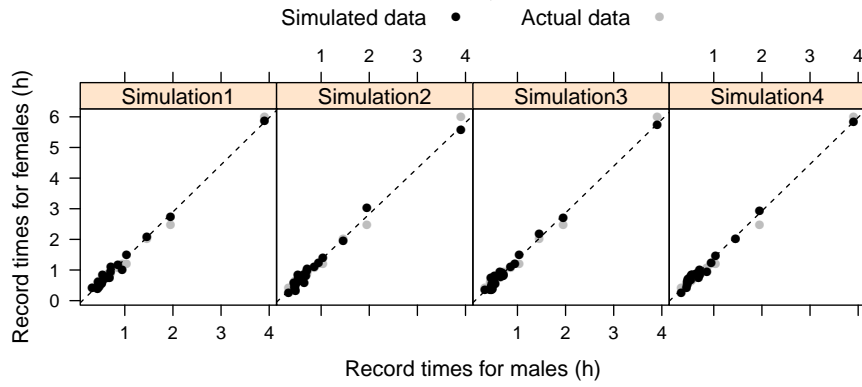 Simulated data Actual data
1 2 3 4 1 2 3 4
Simulation1 Simulation2 Simulation3 Simulation4
Record times for females (h)
6
5
4
3
2
1
0
1 2 3 4 1 2 3 4
Record times for males (h)